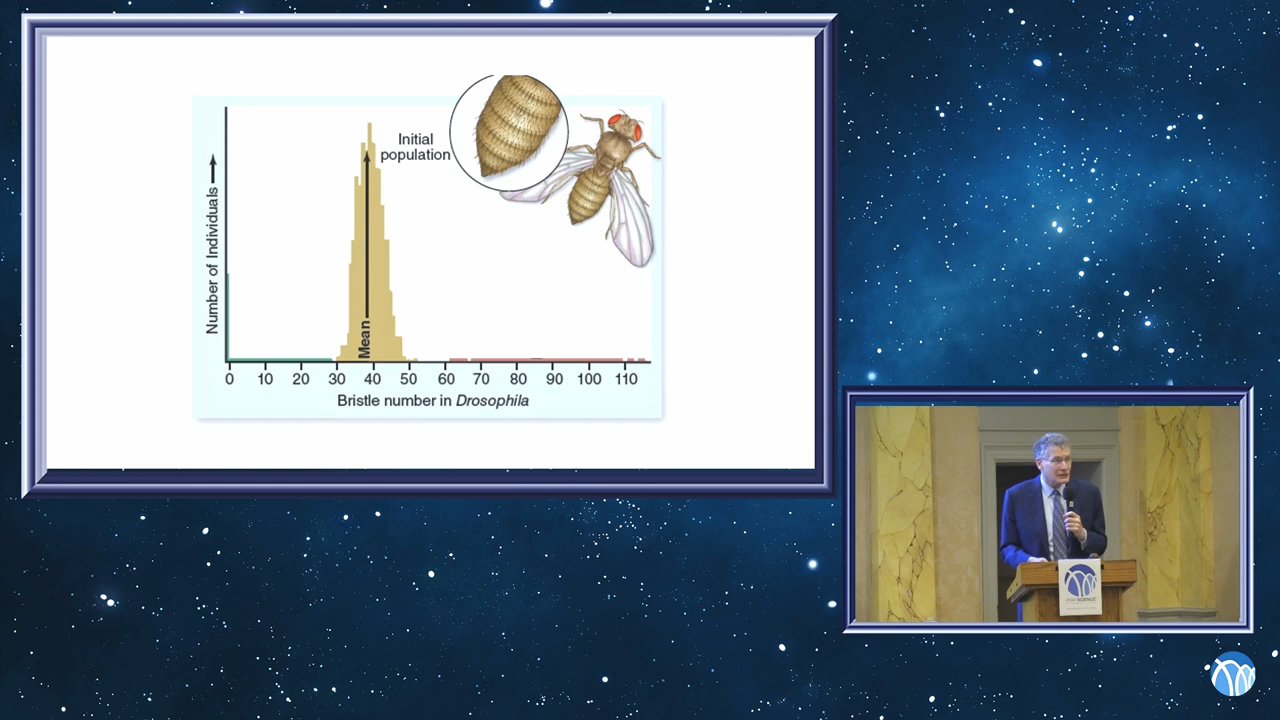 Initial
population
Number of Individuals
Mean
0 10 20 30 40 50 60 70 80 90 100 110
Bristle number in Drosophila